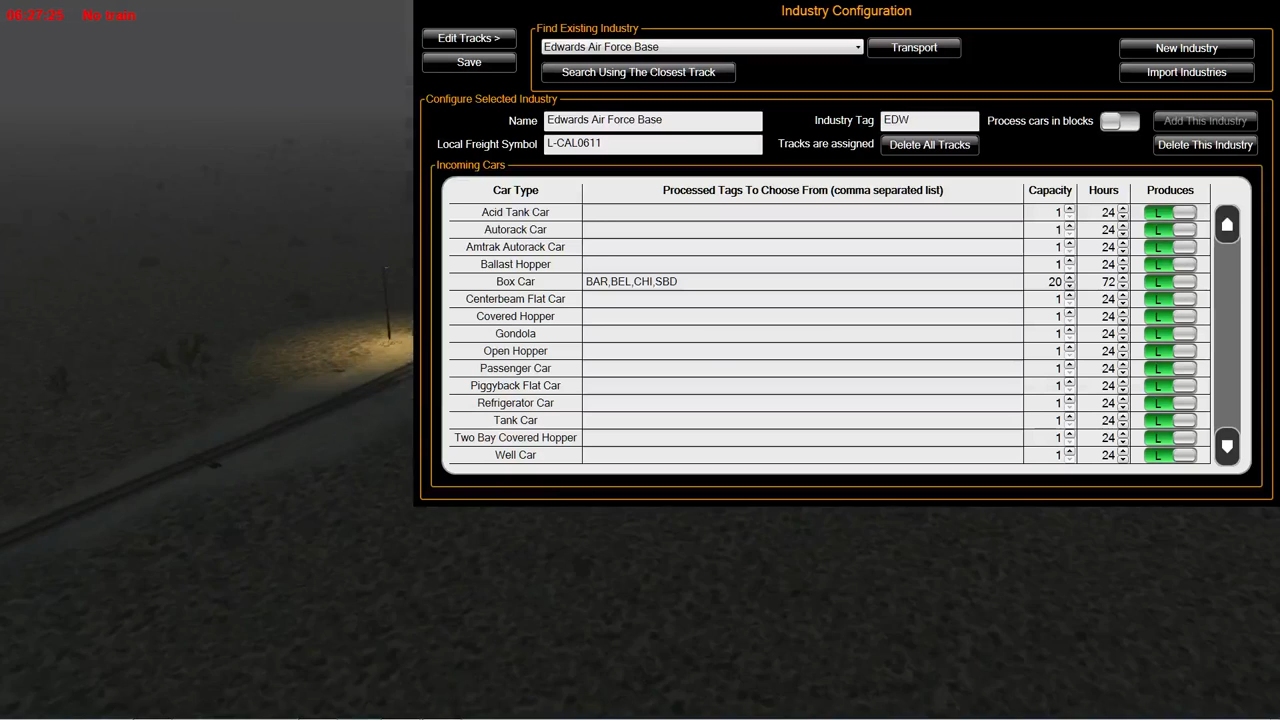 06:27:25 No train
Industry Configuration
Edit Tracks >
Save
Find Existing Industry
Edwards Air Force Base
Transport
Search Using The Closest Track
New Industry
Import Industries
Configure Selected Industry
Name
Edwards Air Force Base
Industry Tag
EDW
Process cars in blocks
Add This Industry
Local Freight Symbol
L-CAL0611
Tracks are assigned
Delete All Tracks
Delete This Industry
Incoming Cars
Car Type Processed Tags To Choose From (comma separated list) Capacity Hours Produces
Acid Tank Car 1 24 L
Autorack Car 1 24 L
Amtrak Autorack Car 1 24 L
Ballast Hopper 1 24 L
Box Car BAR,BEL,CHI,SBD 20 72 L
Centerbeam Flat Car 1 24 L
Covered Hopper 1 24 L
Gondola 1 24 L
Open Hopper 1 24 L
Passenger Car 1 24 L
Piggyback Flat Car 1 24 L
Refrigerator Car 1 24 L
Tank Car 1 24 L
Two Bay Covered Hopper 1 24 L
Well Car 1 24 L